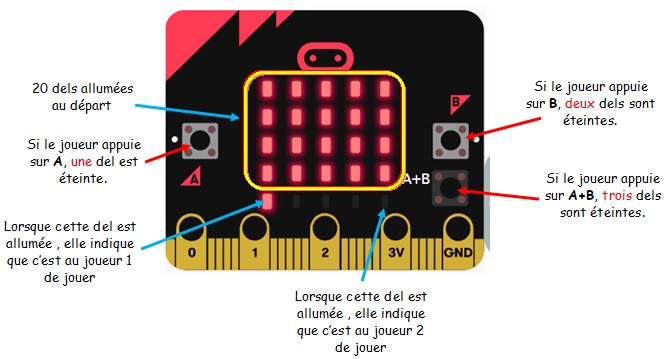 20 dels allumées
au départ
Si le joueur appuie
sur A, une del est
éteinte.
Lorsque cette del est
allumée , elle indique
que c'est au joueur 1
de jouer
B
A
A+B
0
1
2
3V
GND
Si le joueur appuie
sur B, deux dels sont
éteintes.
Si le joueur appuie
sur A+B, trois dels
sont éteintes.
Lorsque cette del est
allumée , elle indique
que c'est au joueur 2
de jouer